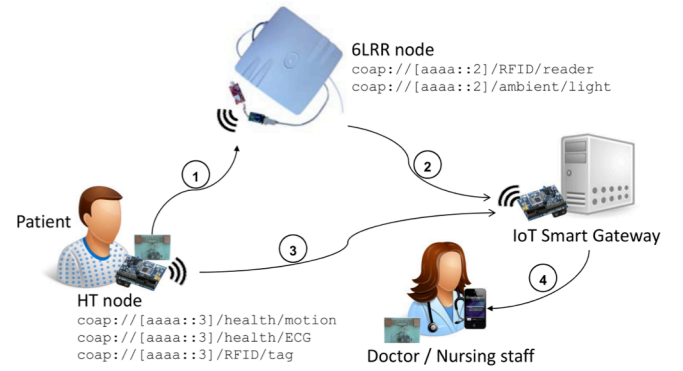 6LRR node
coap://[aaaa::2]/RFID/reader
coap://[aaaa::2]/ambient/light
1
2
Patient
3
IoT Smart Gateway
HT node
4
coap://[aaaa::3]/health/motion
coap://[aaaa::3]/health/ECG
coap://[aaaa::3]/RFID/tag
Doctor / Nursing staff